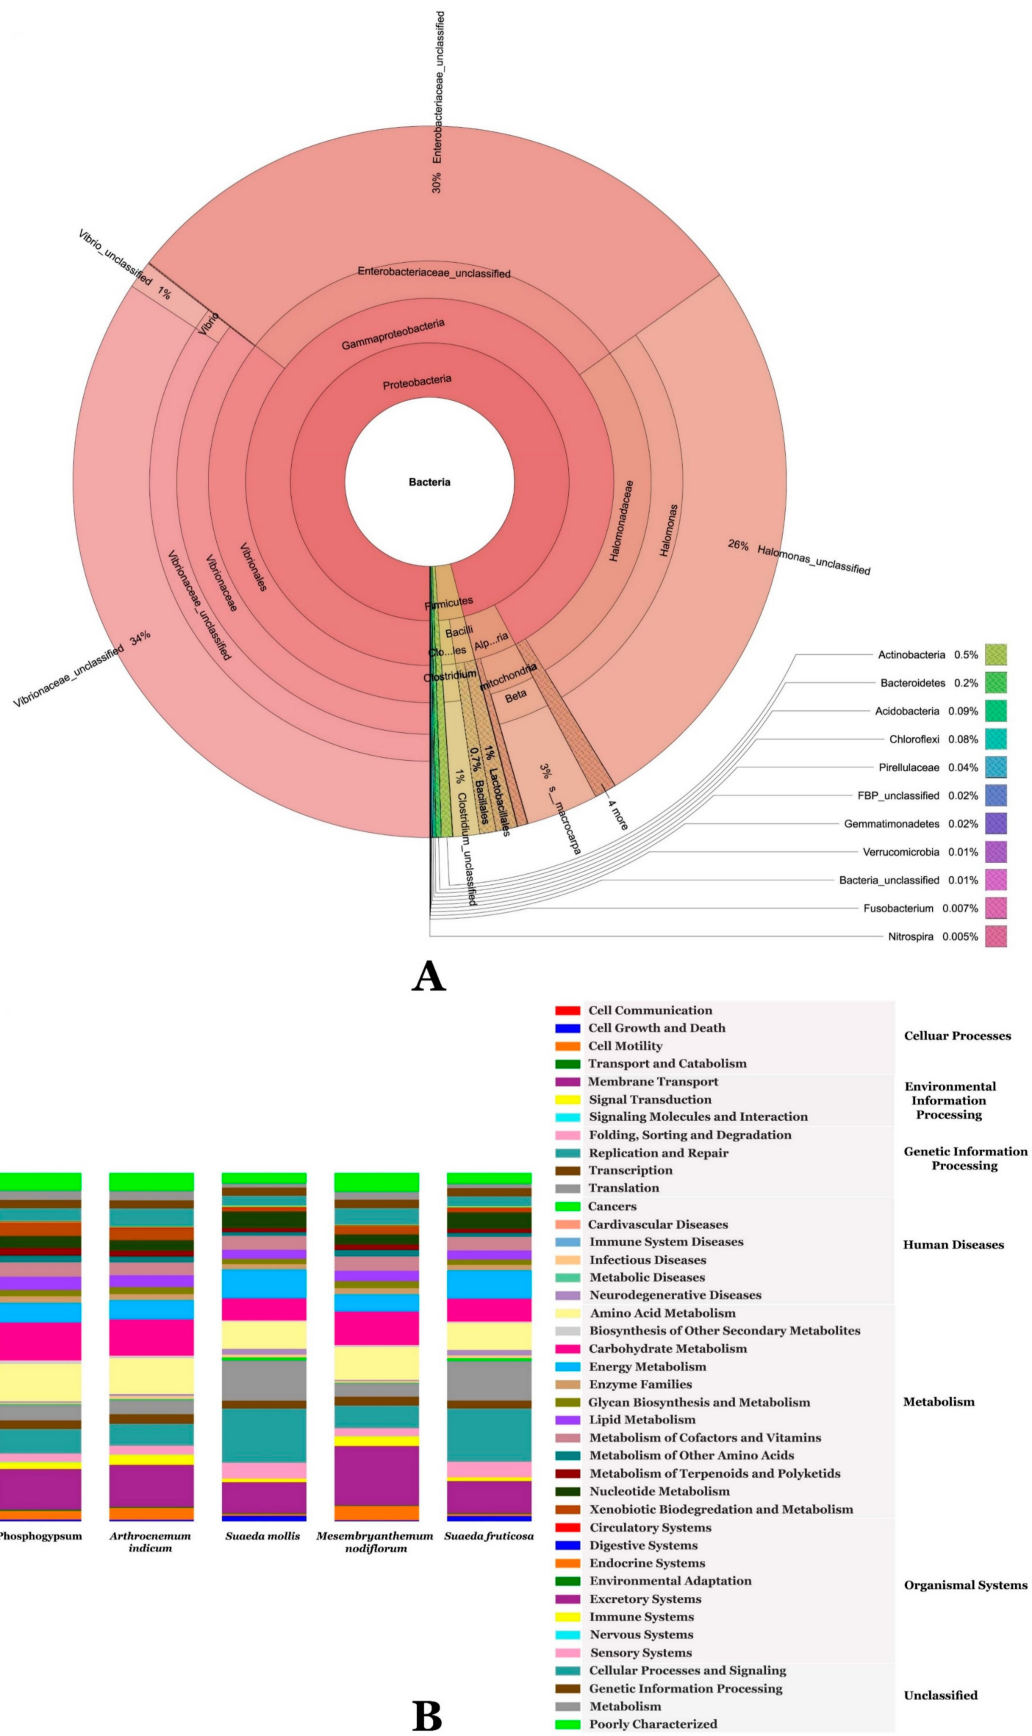 30% Enterobacteriaceae_unclassified
Vibrio_unclassified 1%
Enterobacteriaceae_unclassified
Vibrio
Gammaproteobacteria
Proteobacteria
Bacteria
Halomonadaceae
Halomonas
26% Halomonas_unclassified
Vibrionales
Vibrionaceae
Vibrionaceae_unclassified
Vibrionaceae_unclassified 34%
Firmicutes
Bacilli
Alp...ria
Clo...les
Clostridium
mitochondria
Beta
1% Clostridium_unclassified
0.7% Bacillales
1% Lactobacillales
3% s__macrocarpa
4 more
Actinobacteria 0.5%
Bacteroidetes 0.2%
Acidobacteria 0.09%
Chloroflexi 0.08%
Pirellulaceae 0.04%
FBP_unclassified 0.02%
Gemmatimonadetes 0.02%
Verrucomicrobia 0.01%
Bacteria_unclassified 0.01%
Fusobacterium 0.007%
Nitrospira 0.005%
A
Cell Communication
Cell Growth and Death
Celluar Processes
Cell Motility
Transport and Catabolism
Membrane Transport
Environmental
Information
Processing
Signal Transduction
Signaling Molecules and Interaction
Folding, Sorting and Degradation
Replication and Repair
Genetic Information
Processing
Transcription
Translation
Cancers
Cardivascular Diseases
Immune System Diseases
Human Diseases
Infectious Diseases
Metabolic Diseases
Neurodegenerative Diseases
Amino Acid Metabolism
Biosynthesis of Other Secondary Metabolites
Carbohydrate Metabolism
Energy Metabolism
Enzyme Families
Glycan Biosynthesis and Metabolism
Metabolism
Lipid Metabolism
Metabolism of Cofactors and Vitamins
Metabolism of Other Amino Acids
Metabolism of Terpenoids and Polyketids
Nucleotide Metabolism
Xenobiotic Biodegredation and Metabolism
Circulatory Systems
Digestive Systems
Endocrine Systems
Environmental Adaptation
Organismal Systems
Excretory Systems
Immune Systems
Nervous Systems
Sensory Systems
Cellular Processes and Signaling
Genetic Information Processing
Unclassified
Metabolism
Poorly Characterized
Phosphogypsum
Arthrocnemum
indicum
Suaeda mollis
Mesembryanthemum
nodiflorum
Suaeda fruticosa
B